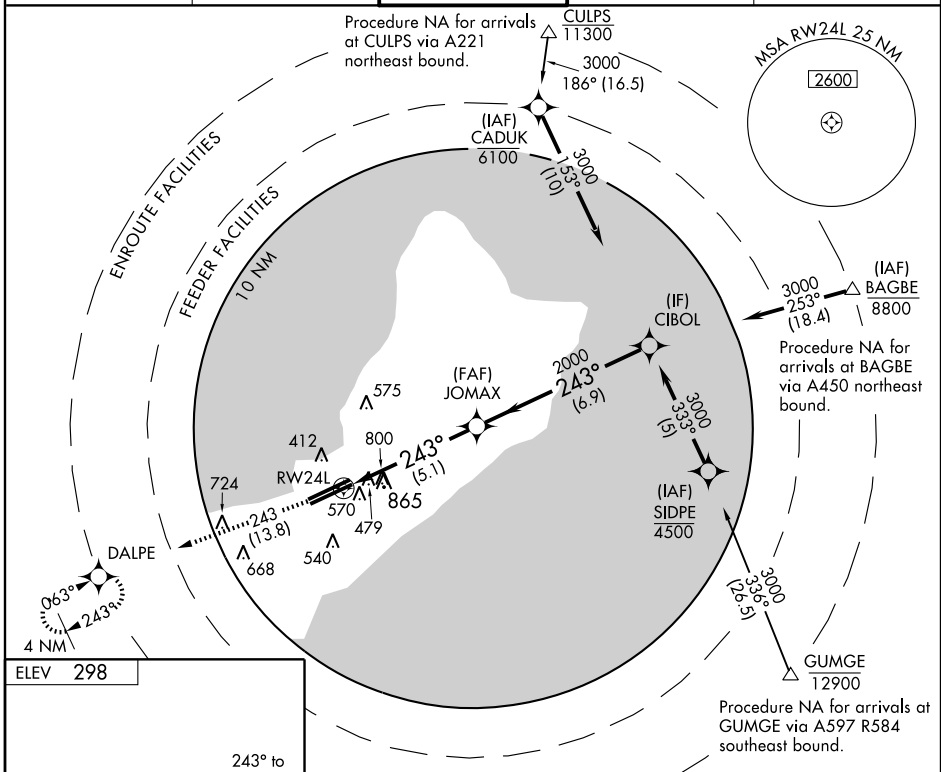 Procedure NA for arrivals
at CULPS via A221
northeast bound.
CULPS
11300
3000
186° (16.5)
MSA RW24L 25 NM
2600
(IAF)
CADUK
6100
3000
153°
(10)
ENROUTE FACILITIES
FEEDER FACILITIES
10 NM
(IAF)
BAGBE
8800
3000
253°
(18.4)
Procedure NA for
arrivals at BAGBE
via A450 northeast
bound.
(IF)
CIBOL
2000
243°
(6.9)
(FAF)
JOMAX
575
3000
333°
(5)
412
800
243°
(5.1)
RW24L
724
570
865
479
(IAF)
SIDPE
4500
243
(13.8)
540
668
DALPE
063°
243°
4 NM
3000
336°
(26.5)
GUMGE
12900
Procedure NA for arrivals at
GUMGE via A597 R584
southeast bound.
ELEV 298
243° to